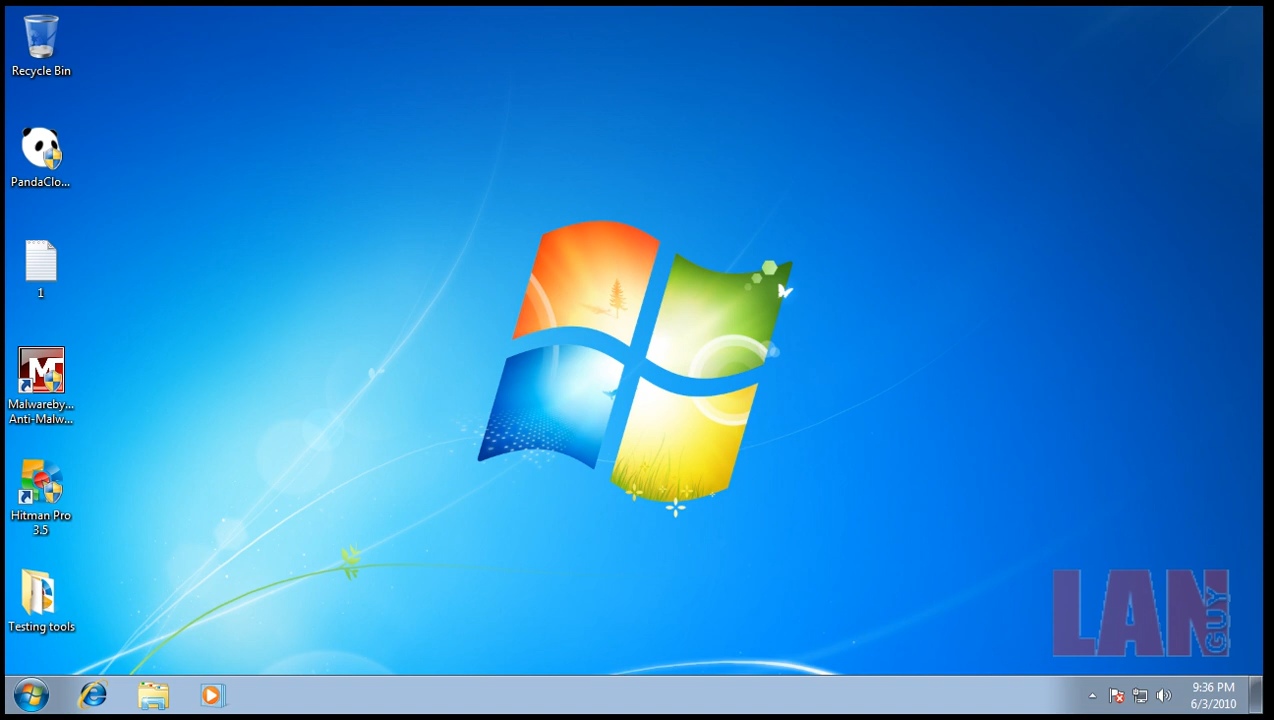 Recycle Bin
PandaClo...
1
Malwareby...
Anti-Malw...
Hitman Pro
3.5
Testing tools
LAN
GUY
9:36 PM
6/3/2010